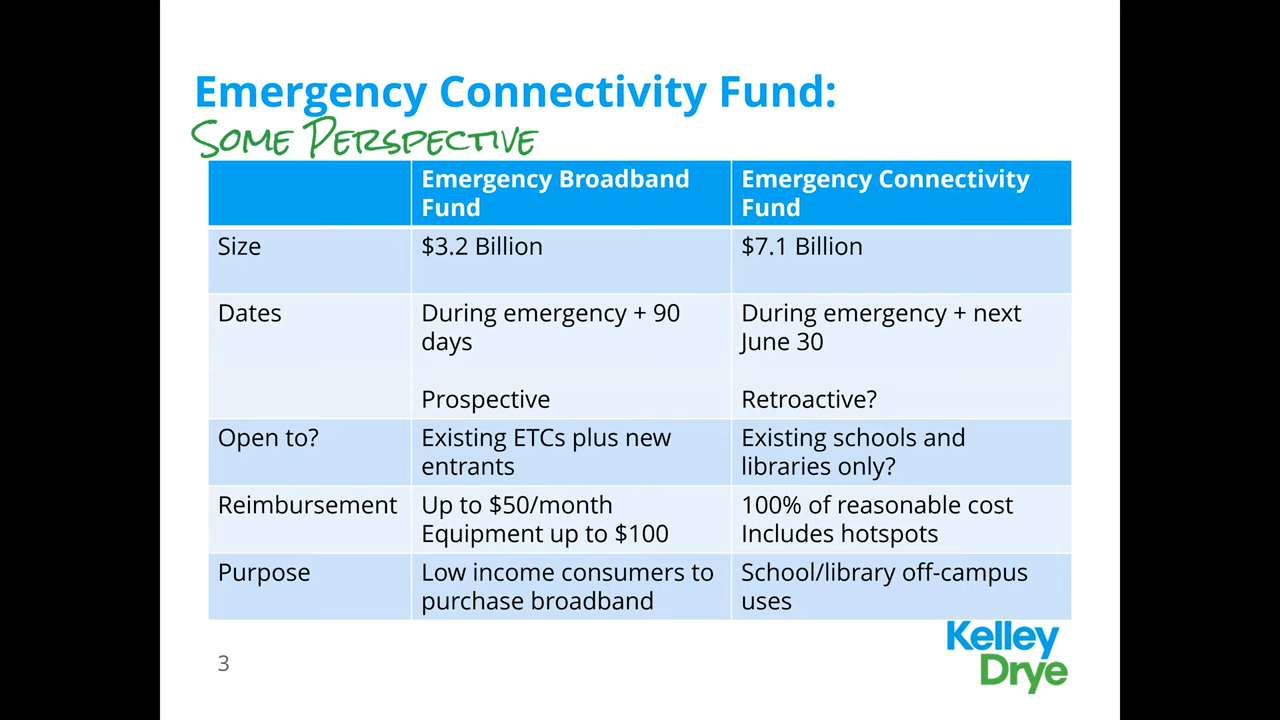 Emergency Connectivity Fund:
Some Perspective
Emergency Broadband Fund
Emergency Connectivity Fund
Size
$3.2 Billion
$7.1 Billion
Dates
During emergency + 90 days
Prospective
During emergency + next June 30
Retroactive?
Open to?
Existing ETCs plus new entrants
Existing schools and libraries only?
Reimbursement
Up to $50/month
Equipment up to $100
100% of reasonable cost
Includes hotspots
Purpose
Low income consumers to purchase broadband
School/library off-campus uses
3
Kelley
Drye